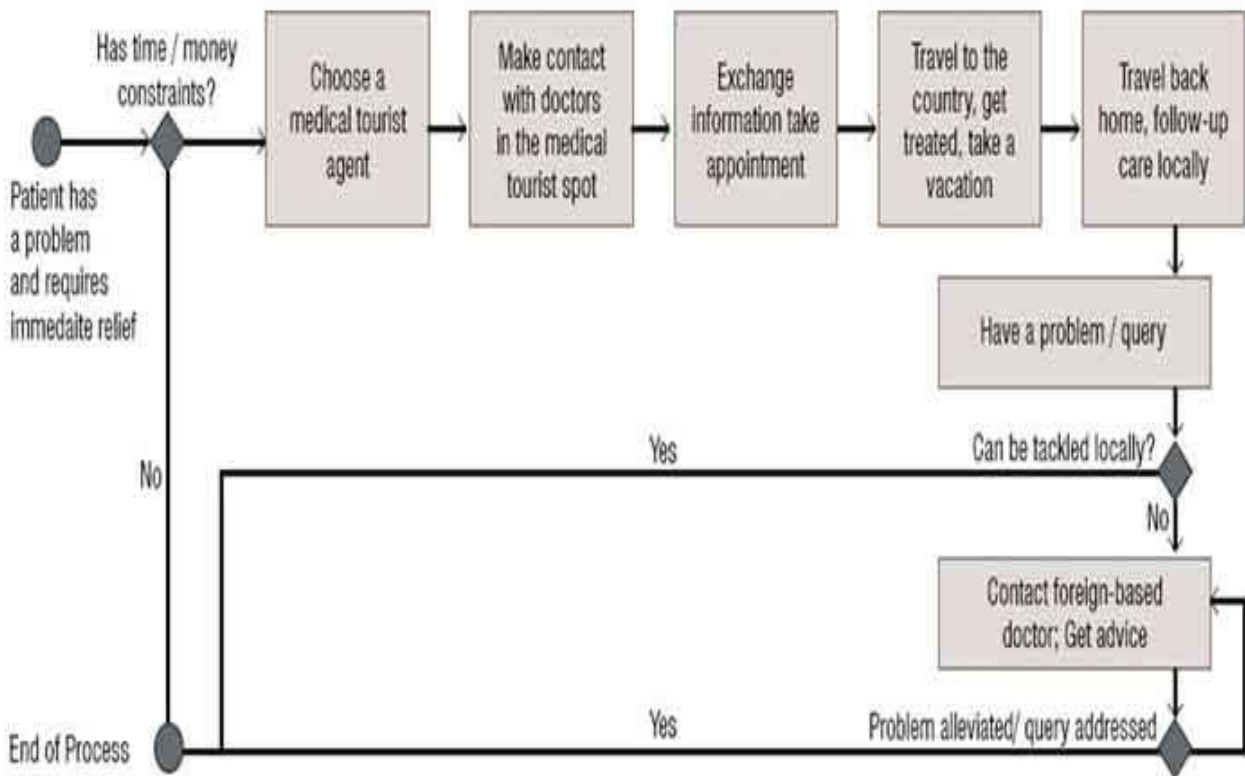 Has time / money
constraints?
Patient has
a problem
and requires
immedaite relief
Choose a
medical tourist
agent
Make contact
with doctors
in the medical
tourist spot
Exchange
information take
appointment
Travel to the
country, get
treated, take a
vacation
Travel back
home, follow-up
care locally
Have a problem / query
Can be tackled locally?
Yes
No
No
Contact foreign-based
doctor; Get advice
Problem alleviated/ query addressed
Yes
End of Process